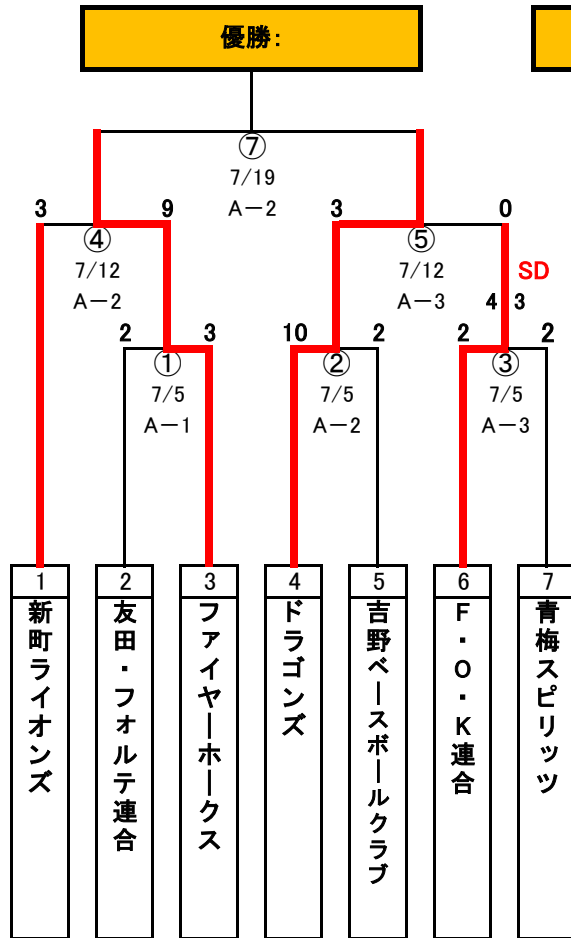 優勝：
⑦
7/19
A－2
3 9 3 0
④ ⑤
7/12 7/12
A－2 A－3
SD
4 3
2 3 10 2 2 2
① ② ③
7/5 7/5 7/5
A－1 A－2 A－3
1 2 3 4 5 6 7
新町ライオンズ
友田・フォルテ連合
ファイヤーホークス
ドラゴンズ
吉野ベースボールクラブ
F・O・K連合
青梅スピリッツ